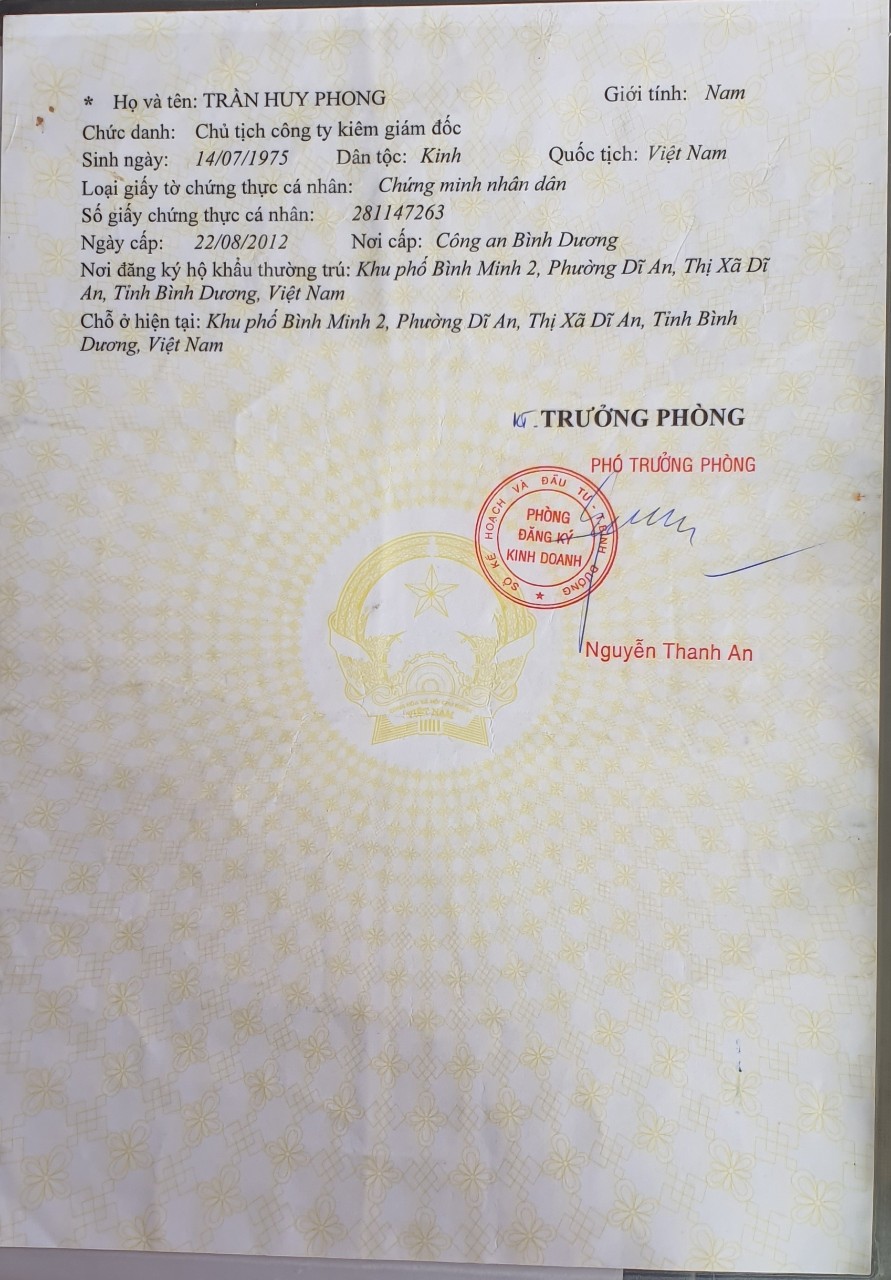 * Họ và tên: TRẦN HUY PHONG Giới tính: Nam
Chức danh: Chủ tịch công ty kiêm giám đốc
Sinh ngày: 14/07/1975 Dân tộc: Kinh Quốc tịch: Việt Nam
Loại giấy tờ chứng thực cá nhân: Chứng minh nhân dân
Số giấy chứng thực cá nhân: 281147263
Ngày cấp: 22/08/2012 Nơi cấp: Công an Bình Dương
Nơi đăng ký hộ khẩu thường trú: Khu phố Bình Minh 2, Phường Dĩ An, Thị Xã Dĩ
An, Tỉnh Bình Dương, Việt Nam
Chỗ ở hiện tại: Khu phố Bình Minh 2, Phường Dĩ An, Thị Xã Dĩ An, Tỉnh Bình
Dương, Việt Nam
KT. TRƯỞNG PHÒNG
PHÓ TRƯỞNG PHÒNG
SỞ KẾ HOẠCH VÀ ĐẦU TƯ - T. BÌNH DƯƠNG
PHÒNG
ĐĂNG KÝ
KINH DOANH
Nguyễn Thanh An
VIỆT NAM